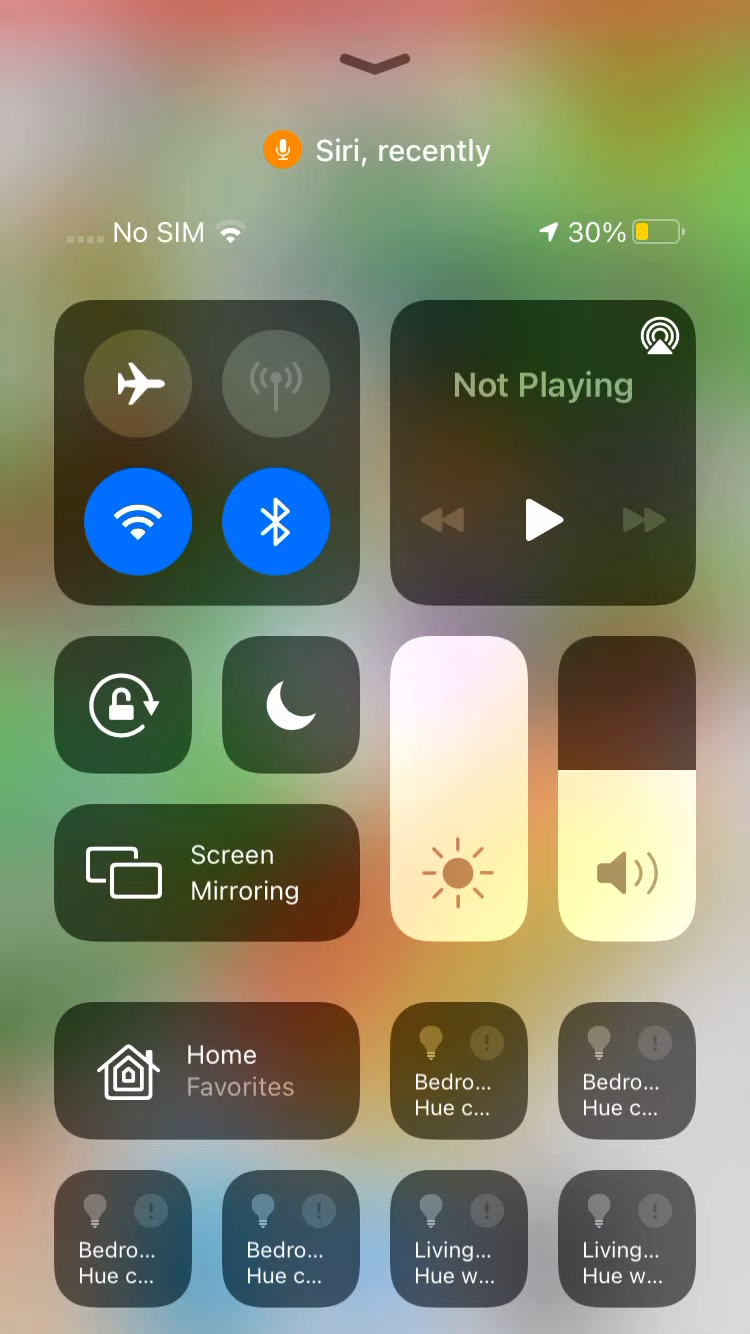 Siri, recently
No SIM 30%
Not Playing
Screen
Mirroring
Home
Favorites
Bedro...
Hue c...
Bedro...
Hue c...
Bedro...
Hue c...
Bedro...
Hue c...
Living...
Hue w...
Living...
Hue w...